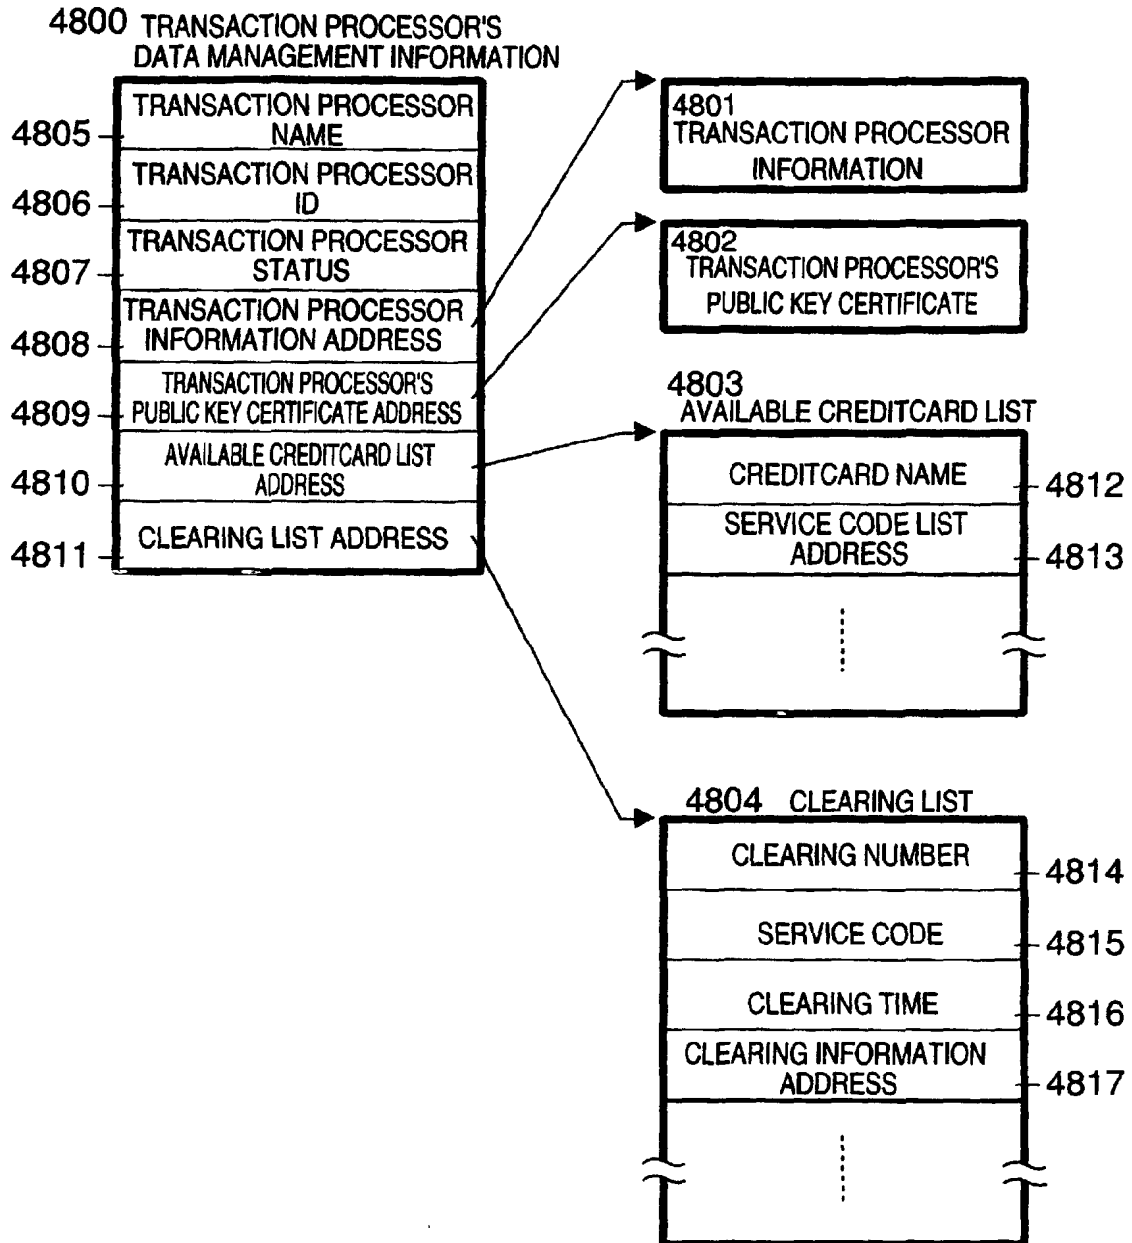 4800 TRANSACTION PROCESSOR'S
DATA MANAGEMENT INFORMATION
TRANSACTION PROCESSOR
4805 NAME
TRANSACTION PROCESSOR
4806 ID
TRANSACTION PROCESSOR
4807 STATUS
TRANSACTION PROCESSOR
4808 INFORMATION ADDRESS
TRANSACTION PROCESSOR'S
4809 PUBLIC KEY CERTIFICATE ADDRESS
AVAILABLE CREDITCARD LIST
4810 ADDRESS
CLEARING LIST ADDRESS
4811
4801
TRANSACTION PROCESSOR
INFORMATION
4802
TRANSACTION PROCESSOR'S
PUBLIC KEY CERTIFICATE
4803
AVAILABLE CREDITCARD LIST
CREDITCARD NAME
4812
SERVICE CODE LIST
ADDRESS 4813
4804 CLEARING LIST
CLEARING NUMBER
4814
SERVICE CODE
4815
CLEARING TIME
4816
CLEARING INFORMATION
ADDRESS 4817